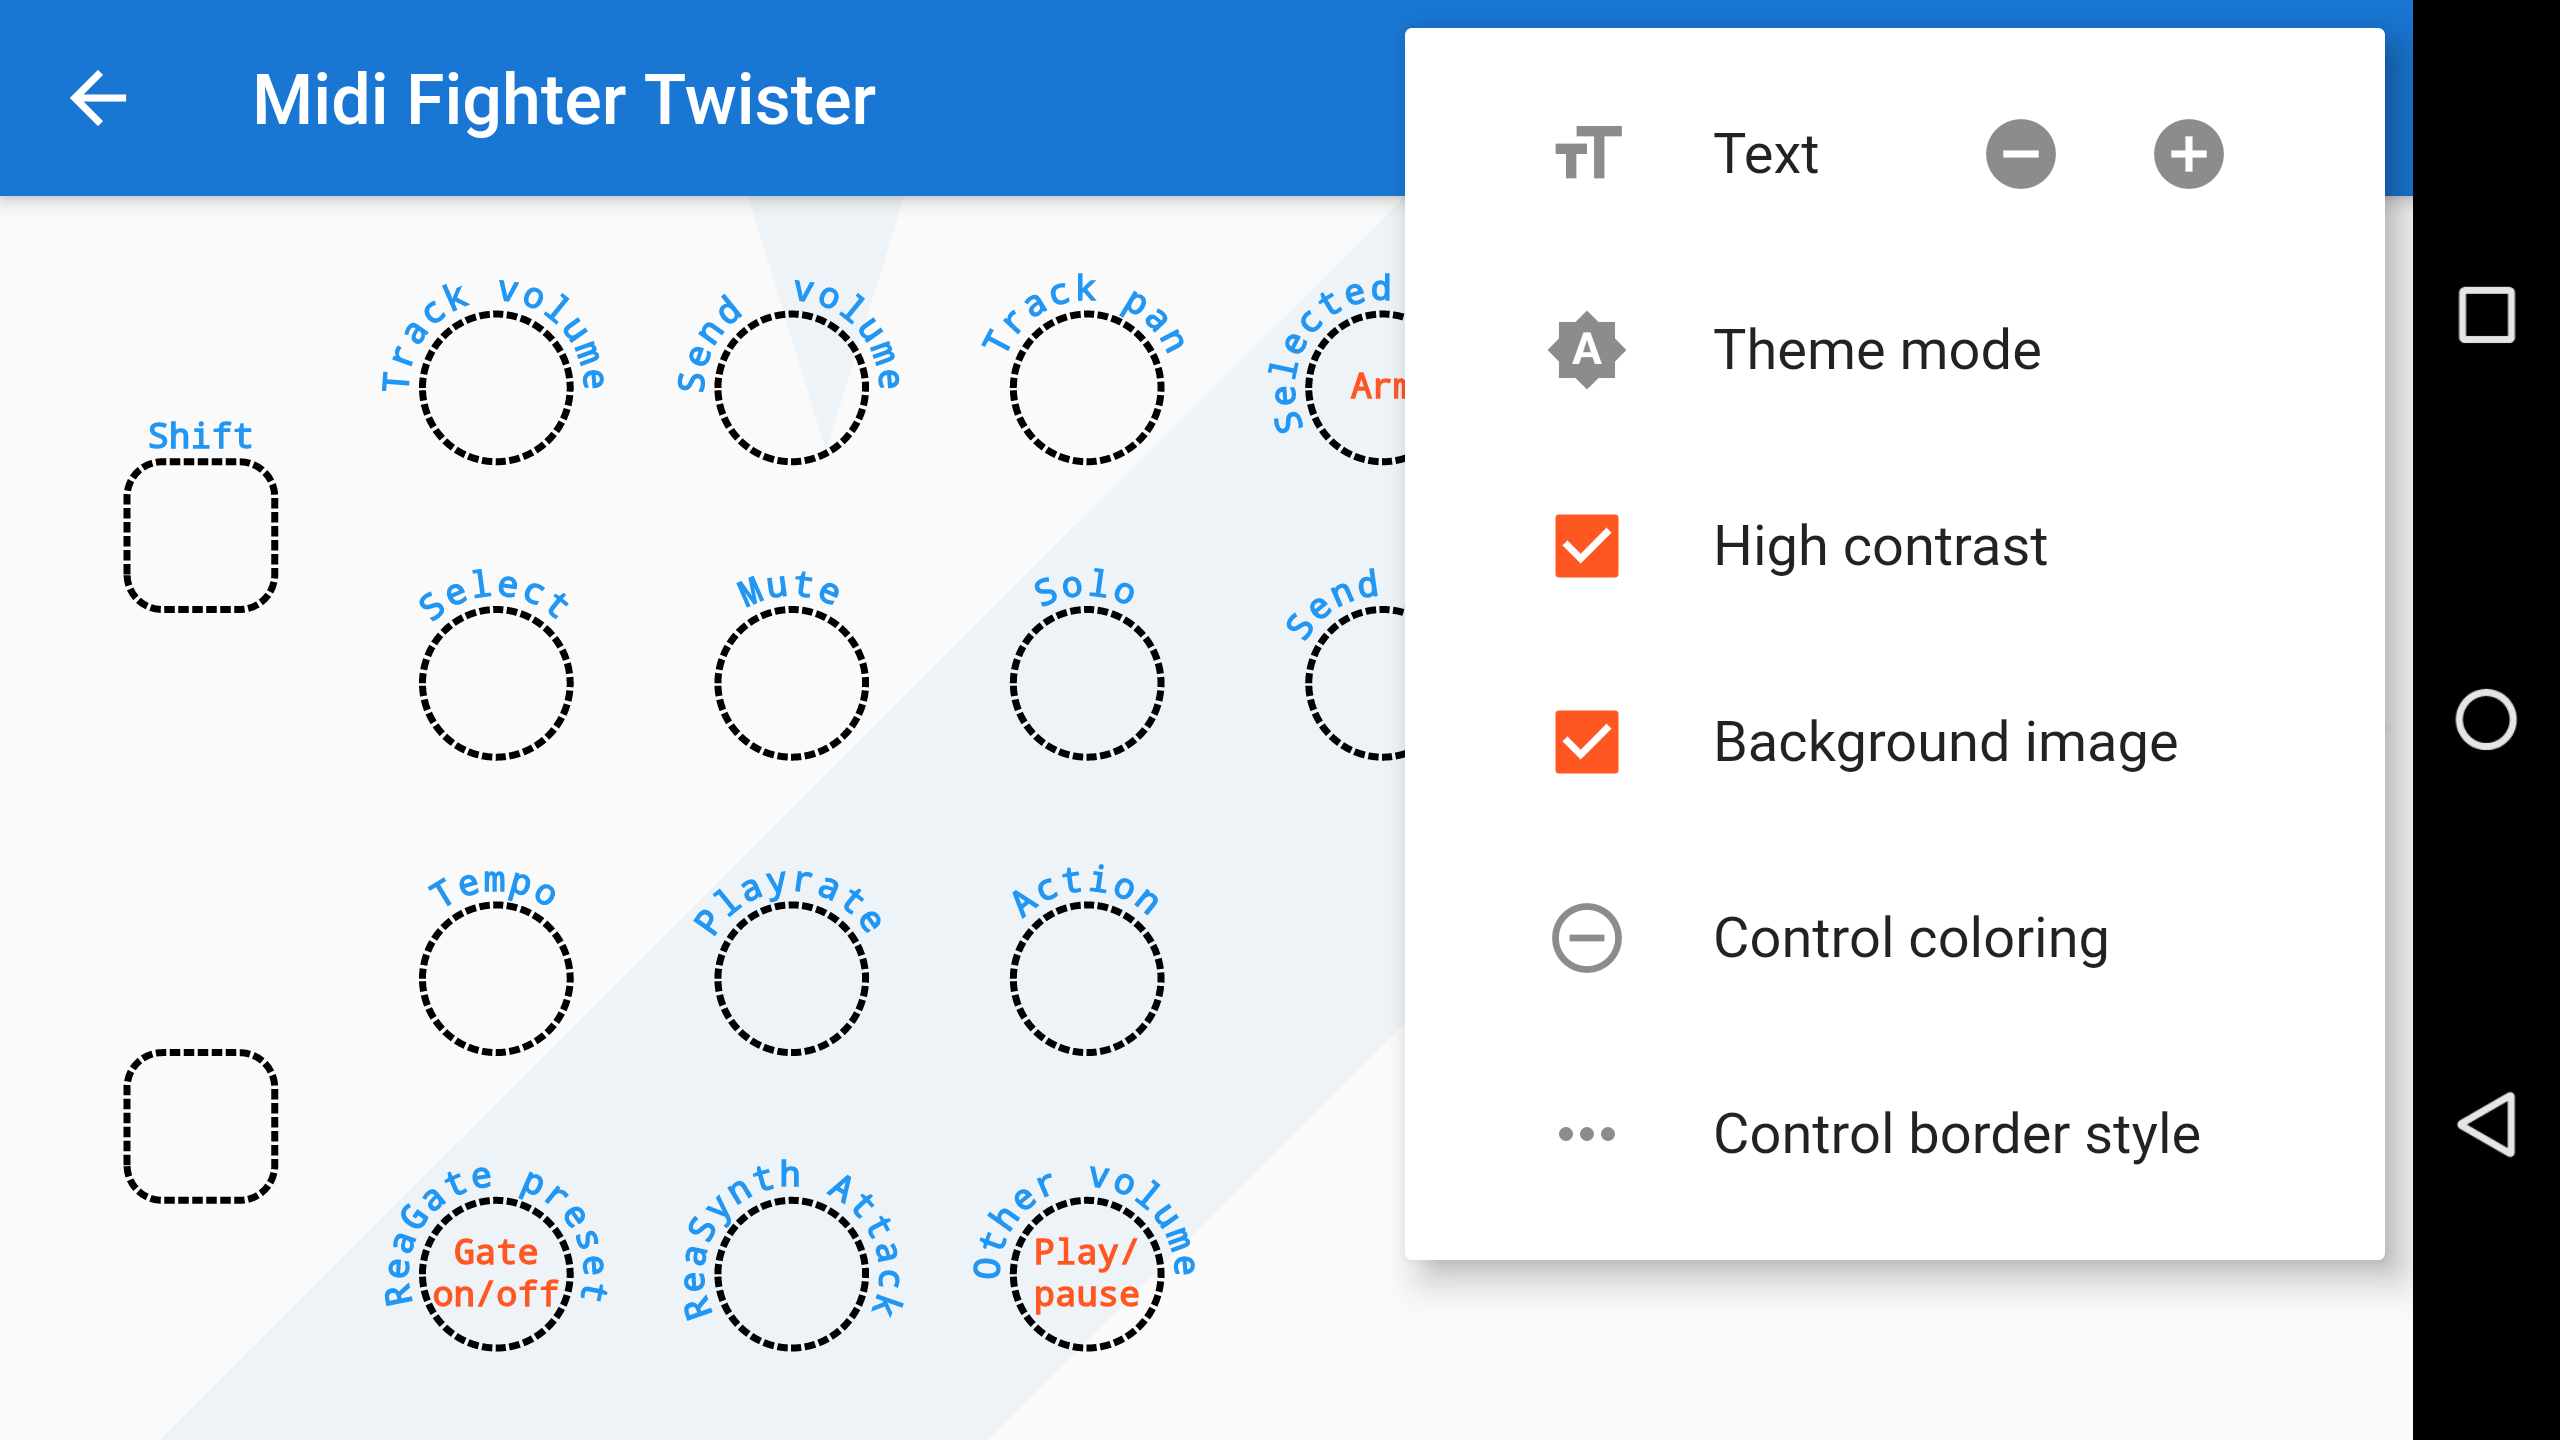 Midi Fighter Twister
Text
Theme mode
High contrast
Background image
Control coloring
Control border style
Track volume
Send volume
Track pan
Selected
Arm
Shift
Select
Mute
Solo
Send
Tempo
Playrate
Action
ReaGate preset
Gate
on/off
ReaSynth Attack
Other volume
Play/
pause